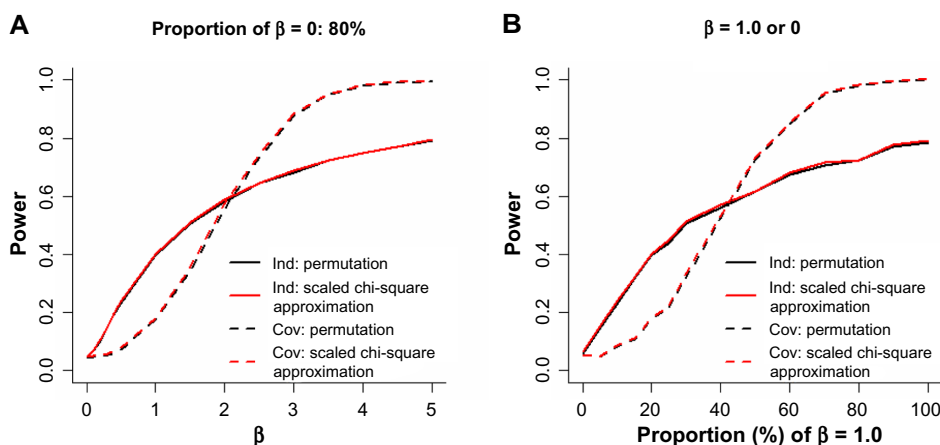 A
Proportion of β = 0: 80%
Power
1.0
0.8
0.6
0.4
0.2
0.0
Ind: permutation
Ind: scaled chi-square
approximation
Cov: permutation
Cov: scaled chi-square
approximation
0 1 2 3 4 5
β
B
β = 1.0 or 0
Power
1.0
0.8
0.6
0.4
0.2
0.0
Ind: permutation
Ind: scaled chi-square
approximation
Cov: permutation
Cov: scaled chi-square
approximation
0 20 40 60 80 100
Proportion (%) of β = 1.0